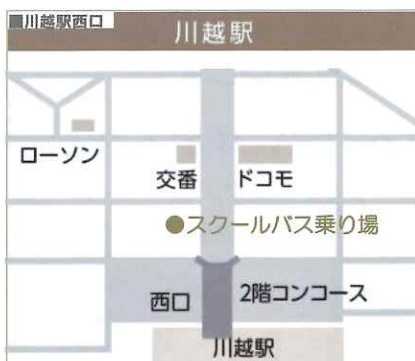 ■川越駅西口
川越駅
ローソン
交番
ドコモ
●スクールバス乗り場
西口
2階コンコース
川越駅